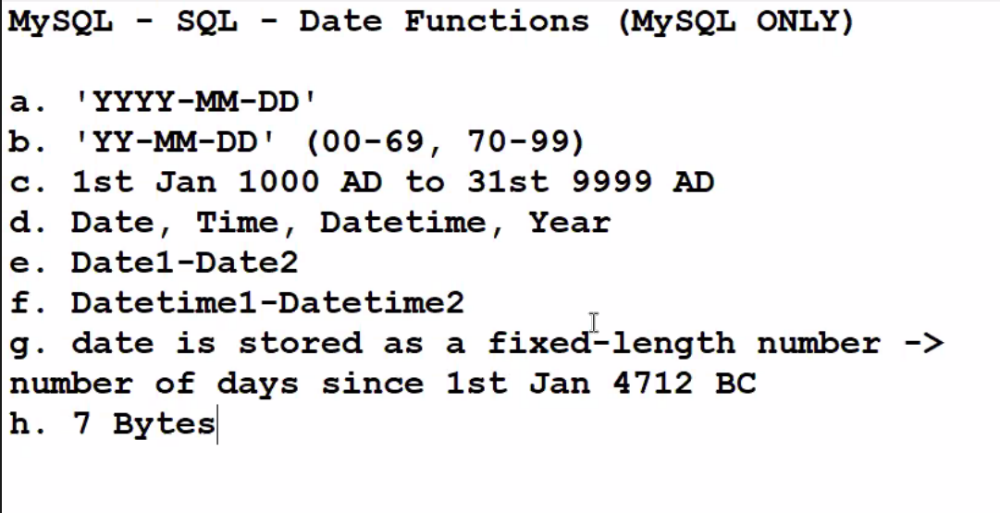 MySQL - SQL - Date Functions (MySQL ONLY)
a. 'YYYY-MM-DD'
b. 'YY-MM-DD' (00-69, 70-99)
c. 1st Jan 1000 AD to 31st 9999 AD
d. Date, Time, Datetime, Year
e. Date1-Date2
f. Datetime1-Datetime2
g. date is stored as a fixed-length number ->
number of days since 1st Jan 4712 BC
h. 7 Bytes